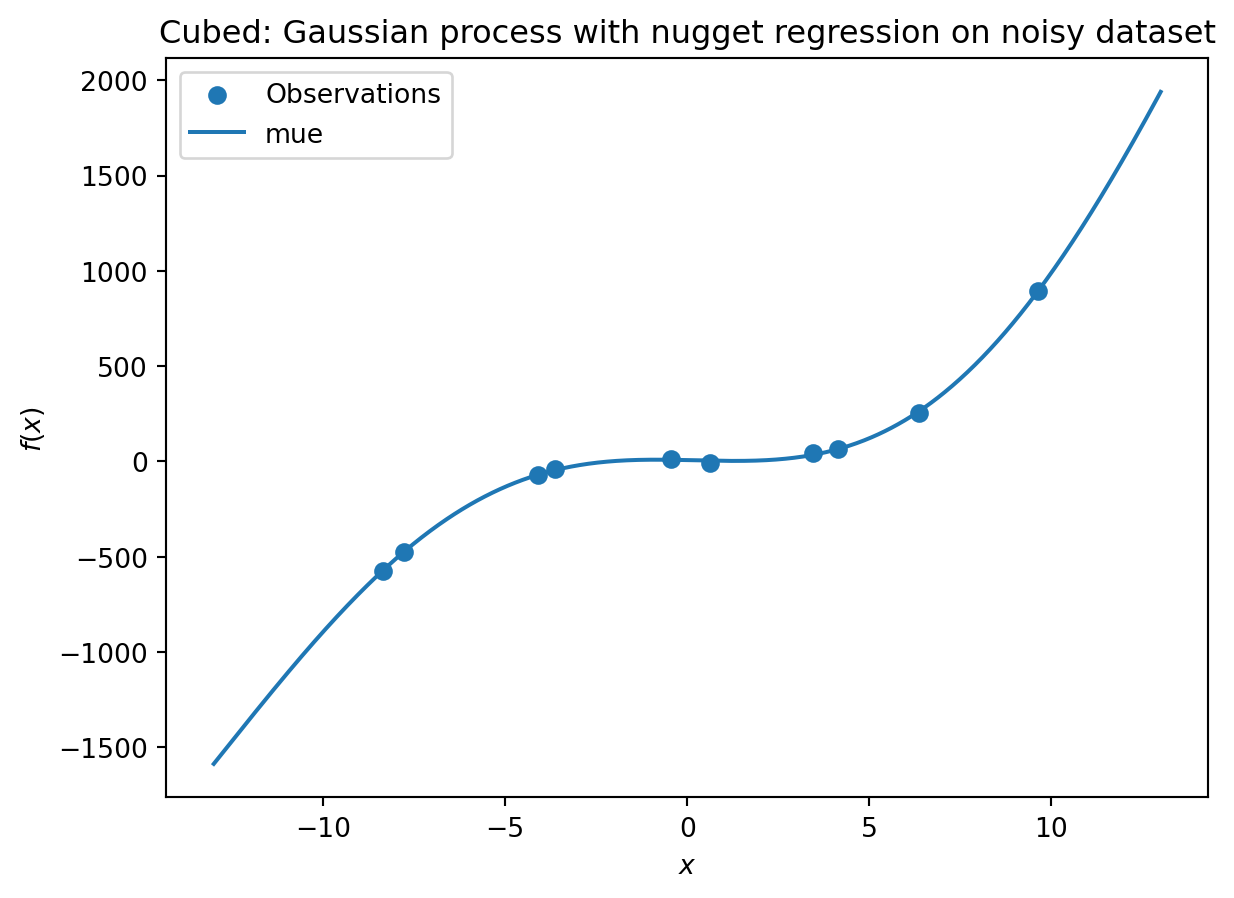 Cubed: Gaussian process with nugget regression on noisy dataset
Observations
mue
2000
1500
1000
500
0
−500
−1000
−1500
f(x)
−10
−5
0
5
10
x